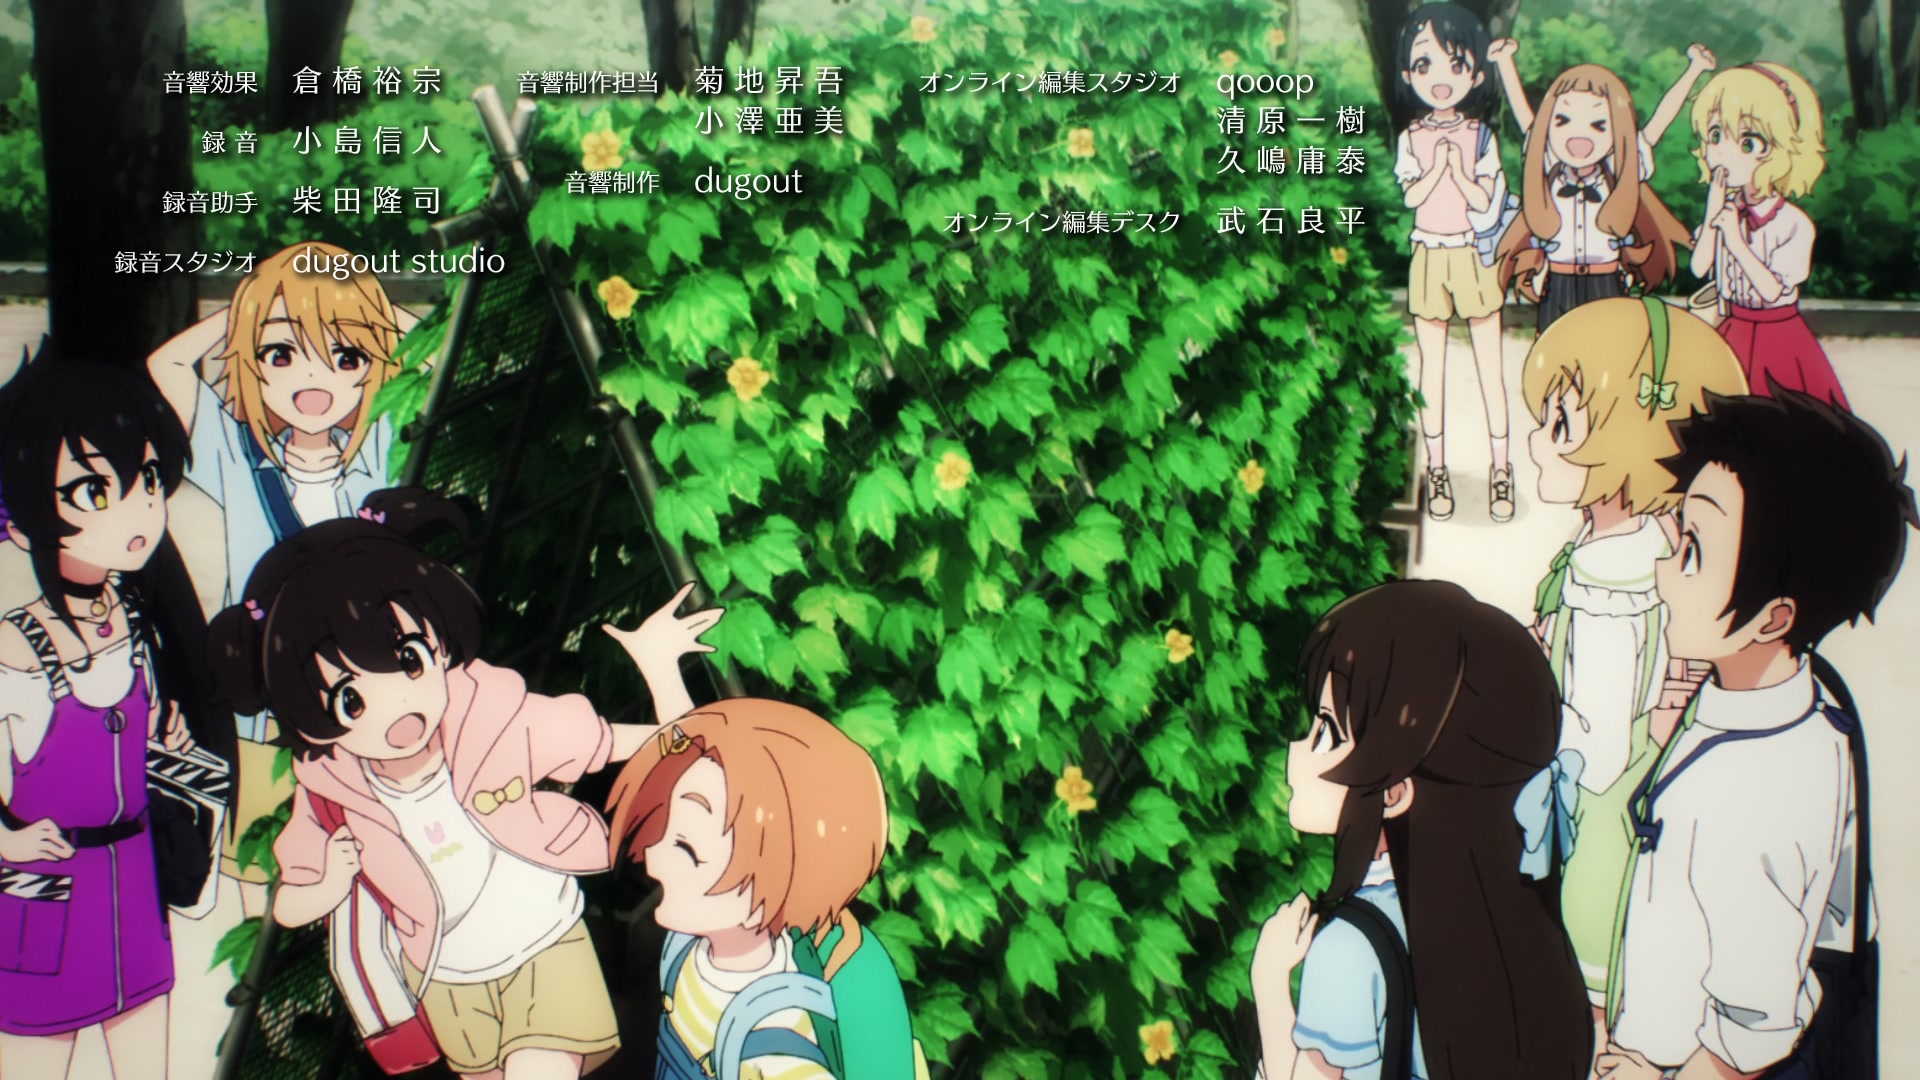 音響効果 倉橋裕宗
録音 小島信人
録音助手 柴田隆司
録音スタジオ dugout studio
音響制作担当 菊地昇吾
小澤亜美
音響制作 dugout
オンライン編集スタジオ qooop
清原一樹
久嶋庸泰
オンライン編集デスク 武石良平